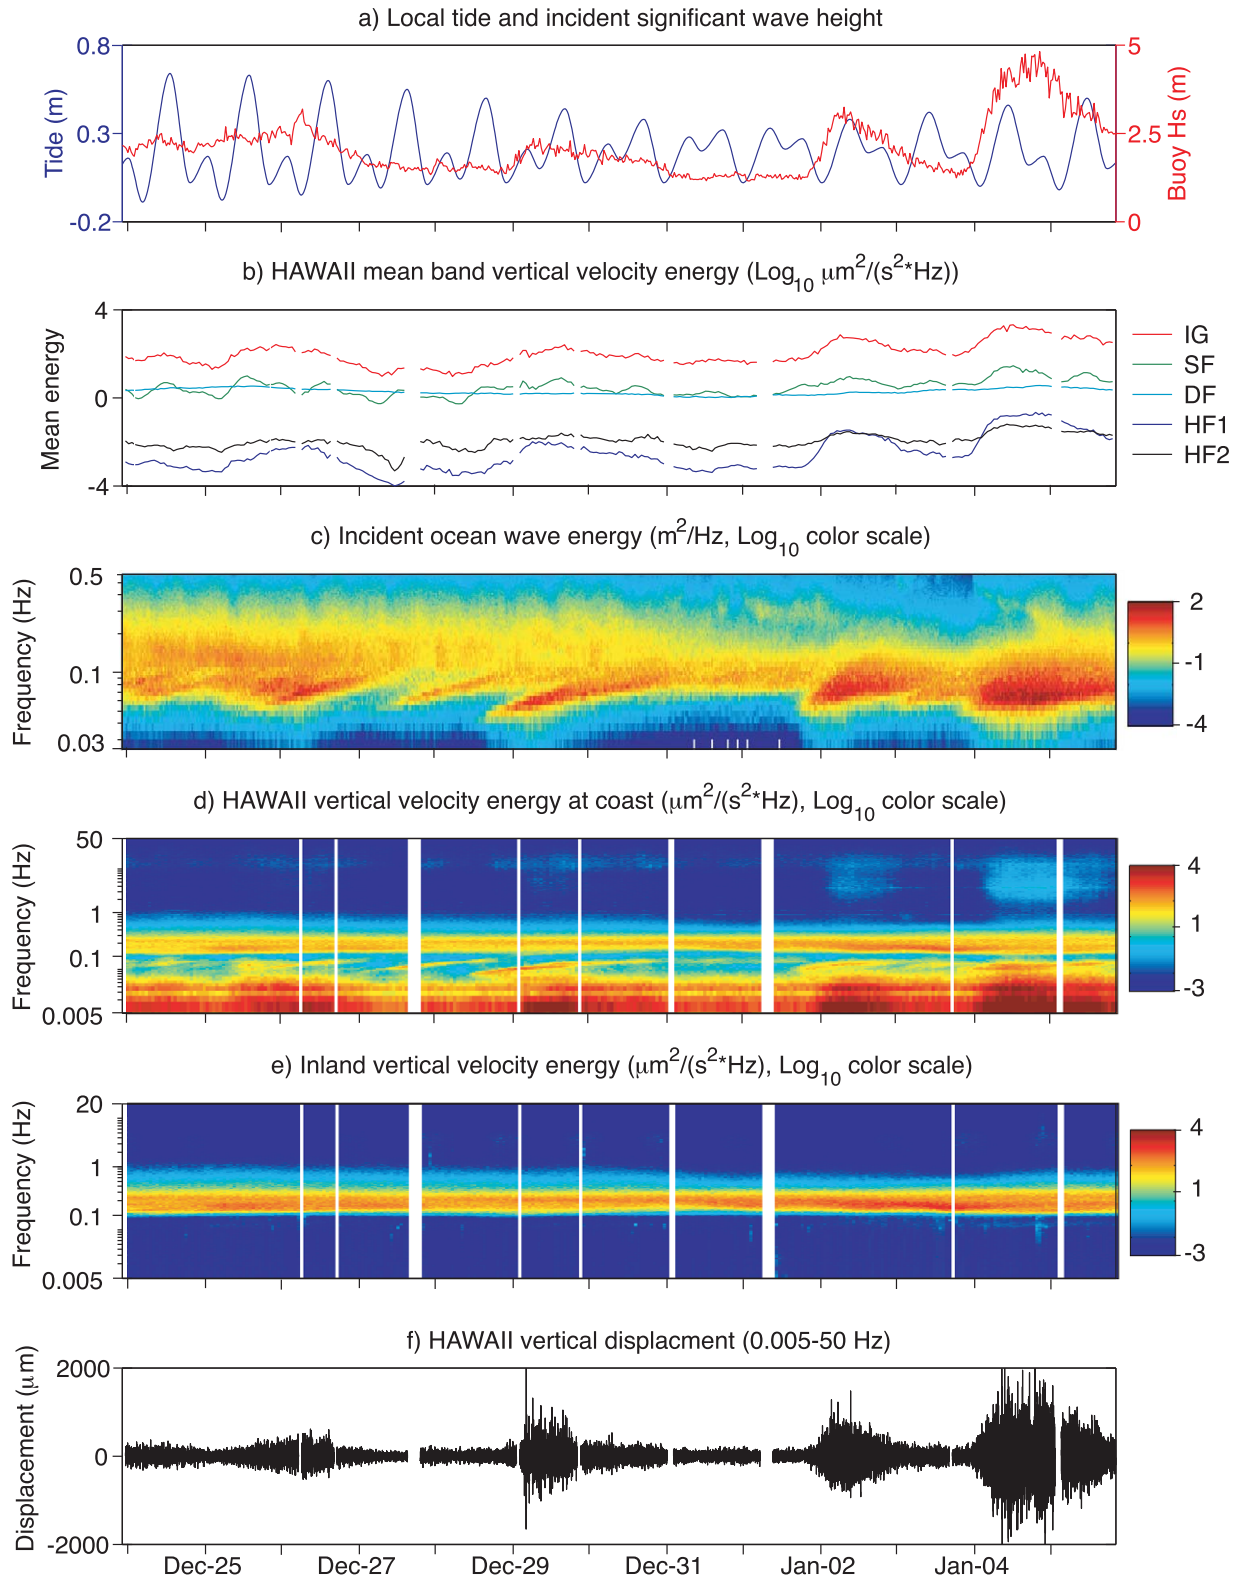 a) Local tide and incident significant wave height
0.8
0.3
-0.2
Tide (m)
5
2.5
0
Buoy Hs (m)
b) HAWAII mean band vertical velocity energy (Log10 μm2/(s2*Hz))
4
0
-4
Mean energy
IG
SF
DF
HF1
HF2
c) Incident ocean wave energy (m2/Hz, Log10 color scale)
0.5
0.1
0.03
Frequency (Hz)
2
-1
-4
d) HAWAII vertical velocity energy at coast (μm2/(s2*Hz), Log10 color scale)
50
1
0.1
0.005
Frequency (Hz)
4
1
-3
e) Inland vertical velocity energy (μm2/(s2*Hz), Log10 color scale)
20
1
0.1
0.005
Frequency (Hz)
4
1
-3
f) HAWAII vertical displacment (0.005-50 Hz)
2000
0
-2000
Displacement (μm)
Dec-25 Dec-27 Dec-29 Dec-31 Jan-02 Jan-04